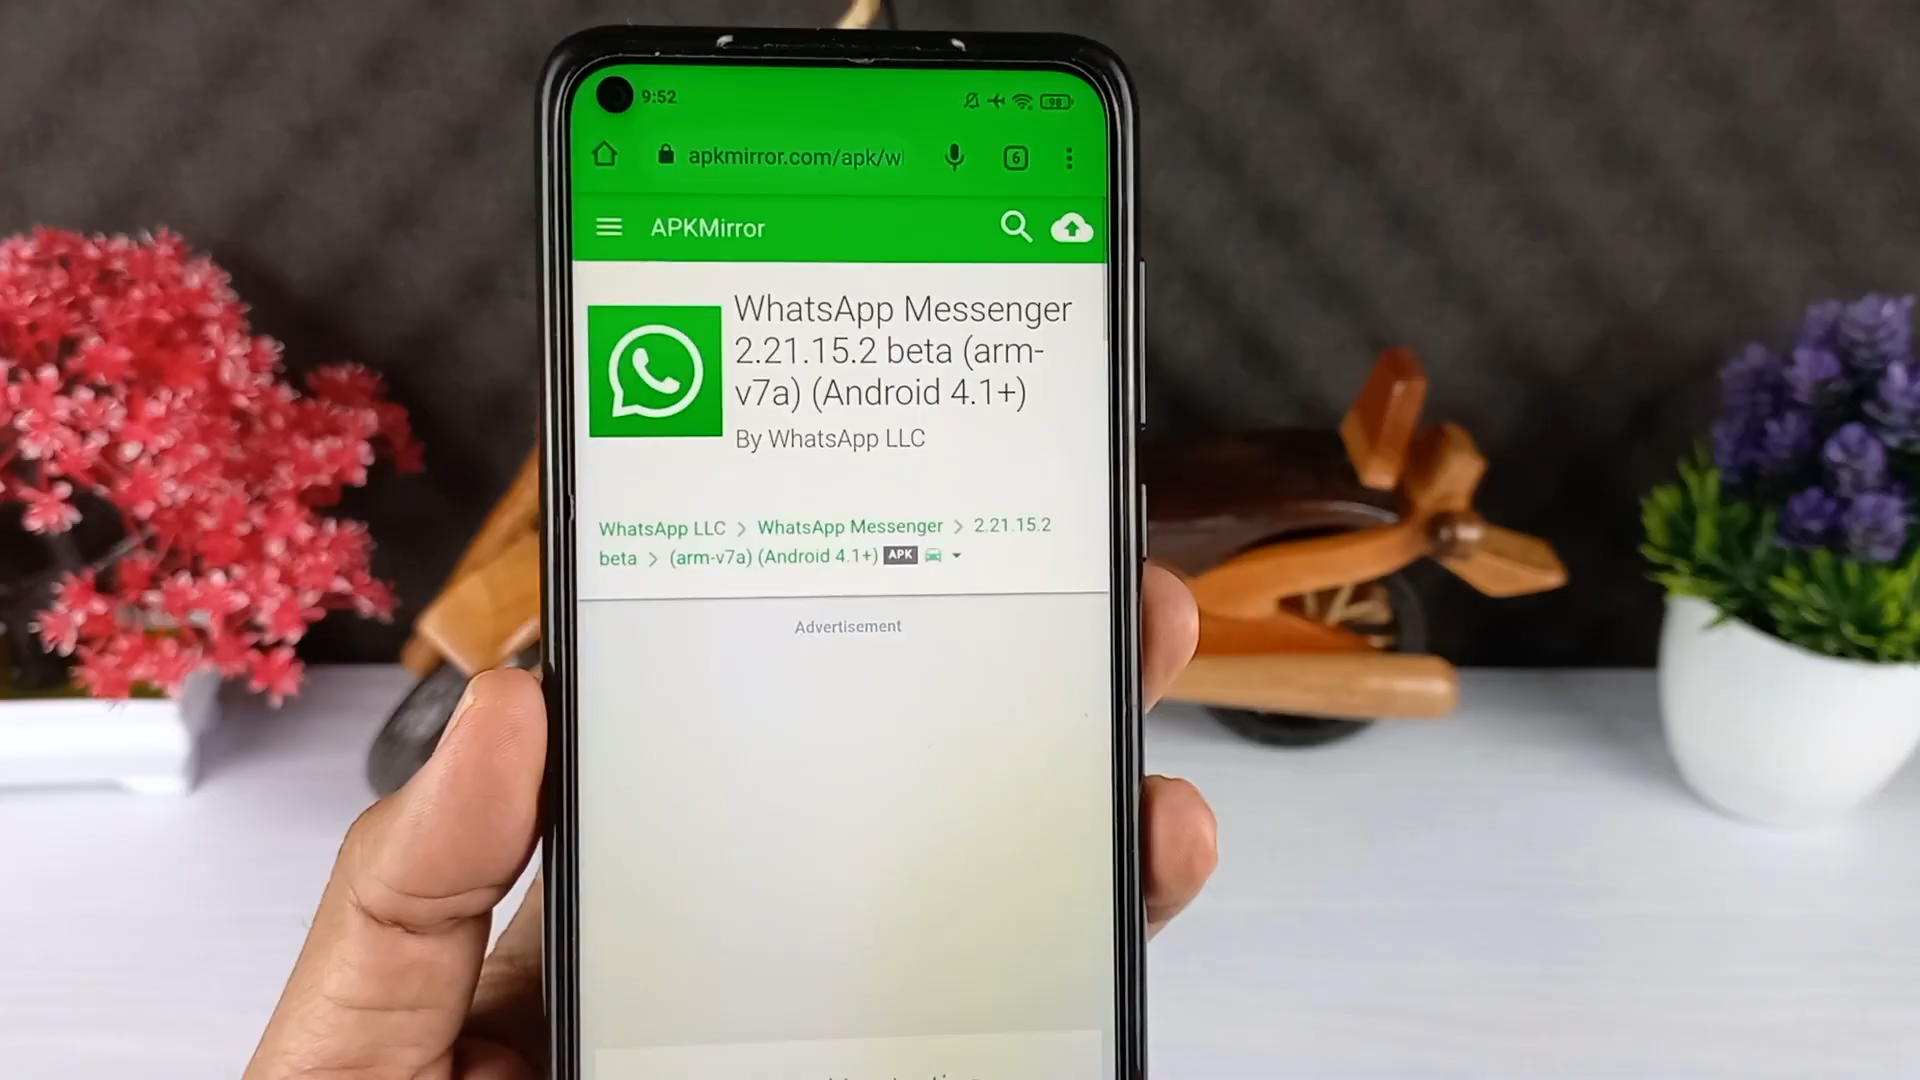 9:52
98
apkmirror.com/apk/w
6
APKMirror
WhatsApp Messenger
2.21.15.2 beta (arm-
v7a) (Android 4.1+)
By WhatsApp LLC
WhatsApp LLC > WhatsApp Messenger > 2.21.15.2
beta > (arm-v7a) (Android 4.1+) APK
Advertisement